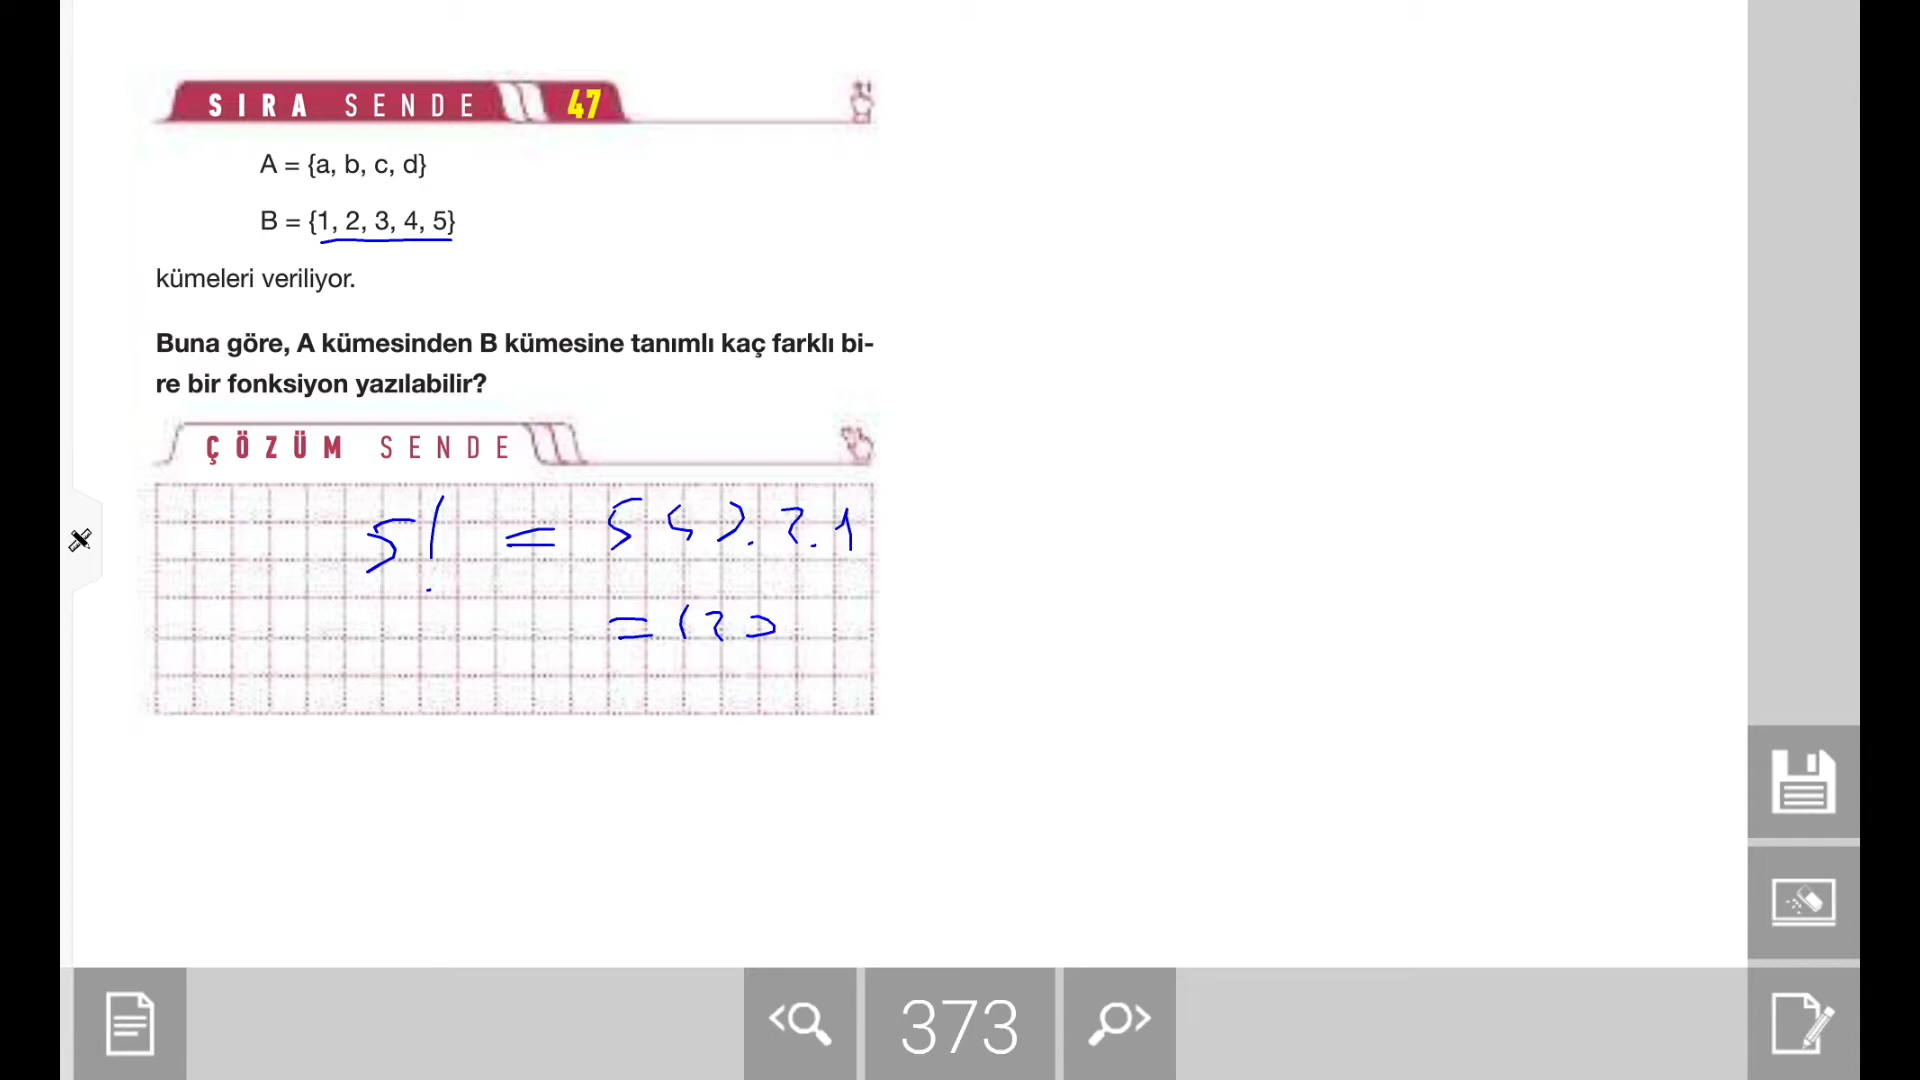 SIRA SENDE 47
A = {a, b, c, d}
B = {1, 2, 3, 4, 5}
kümeleri veriliyor.
Buna göre, A kümesinden B kümesine tanımlı kaç farklı bi-
re bir fonksiyon yazılabilir?
ÇÖZÜM SENDE
5! = 5 4 3.2.1
= 120
373